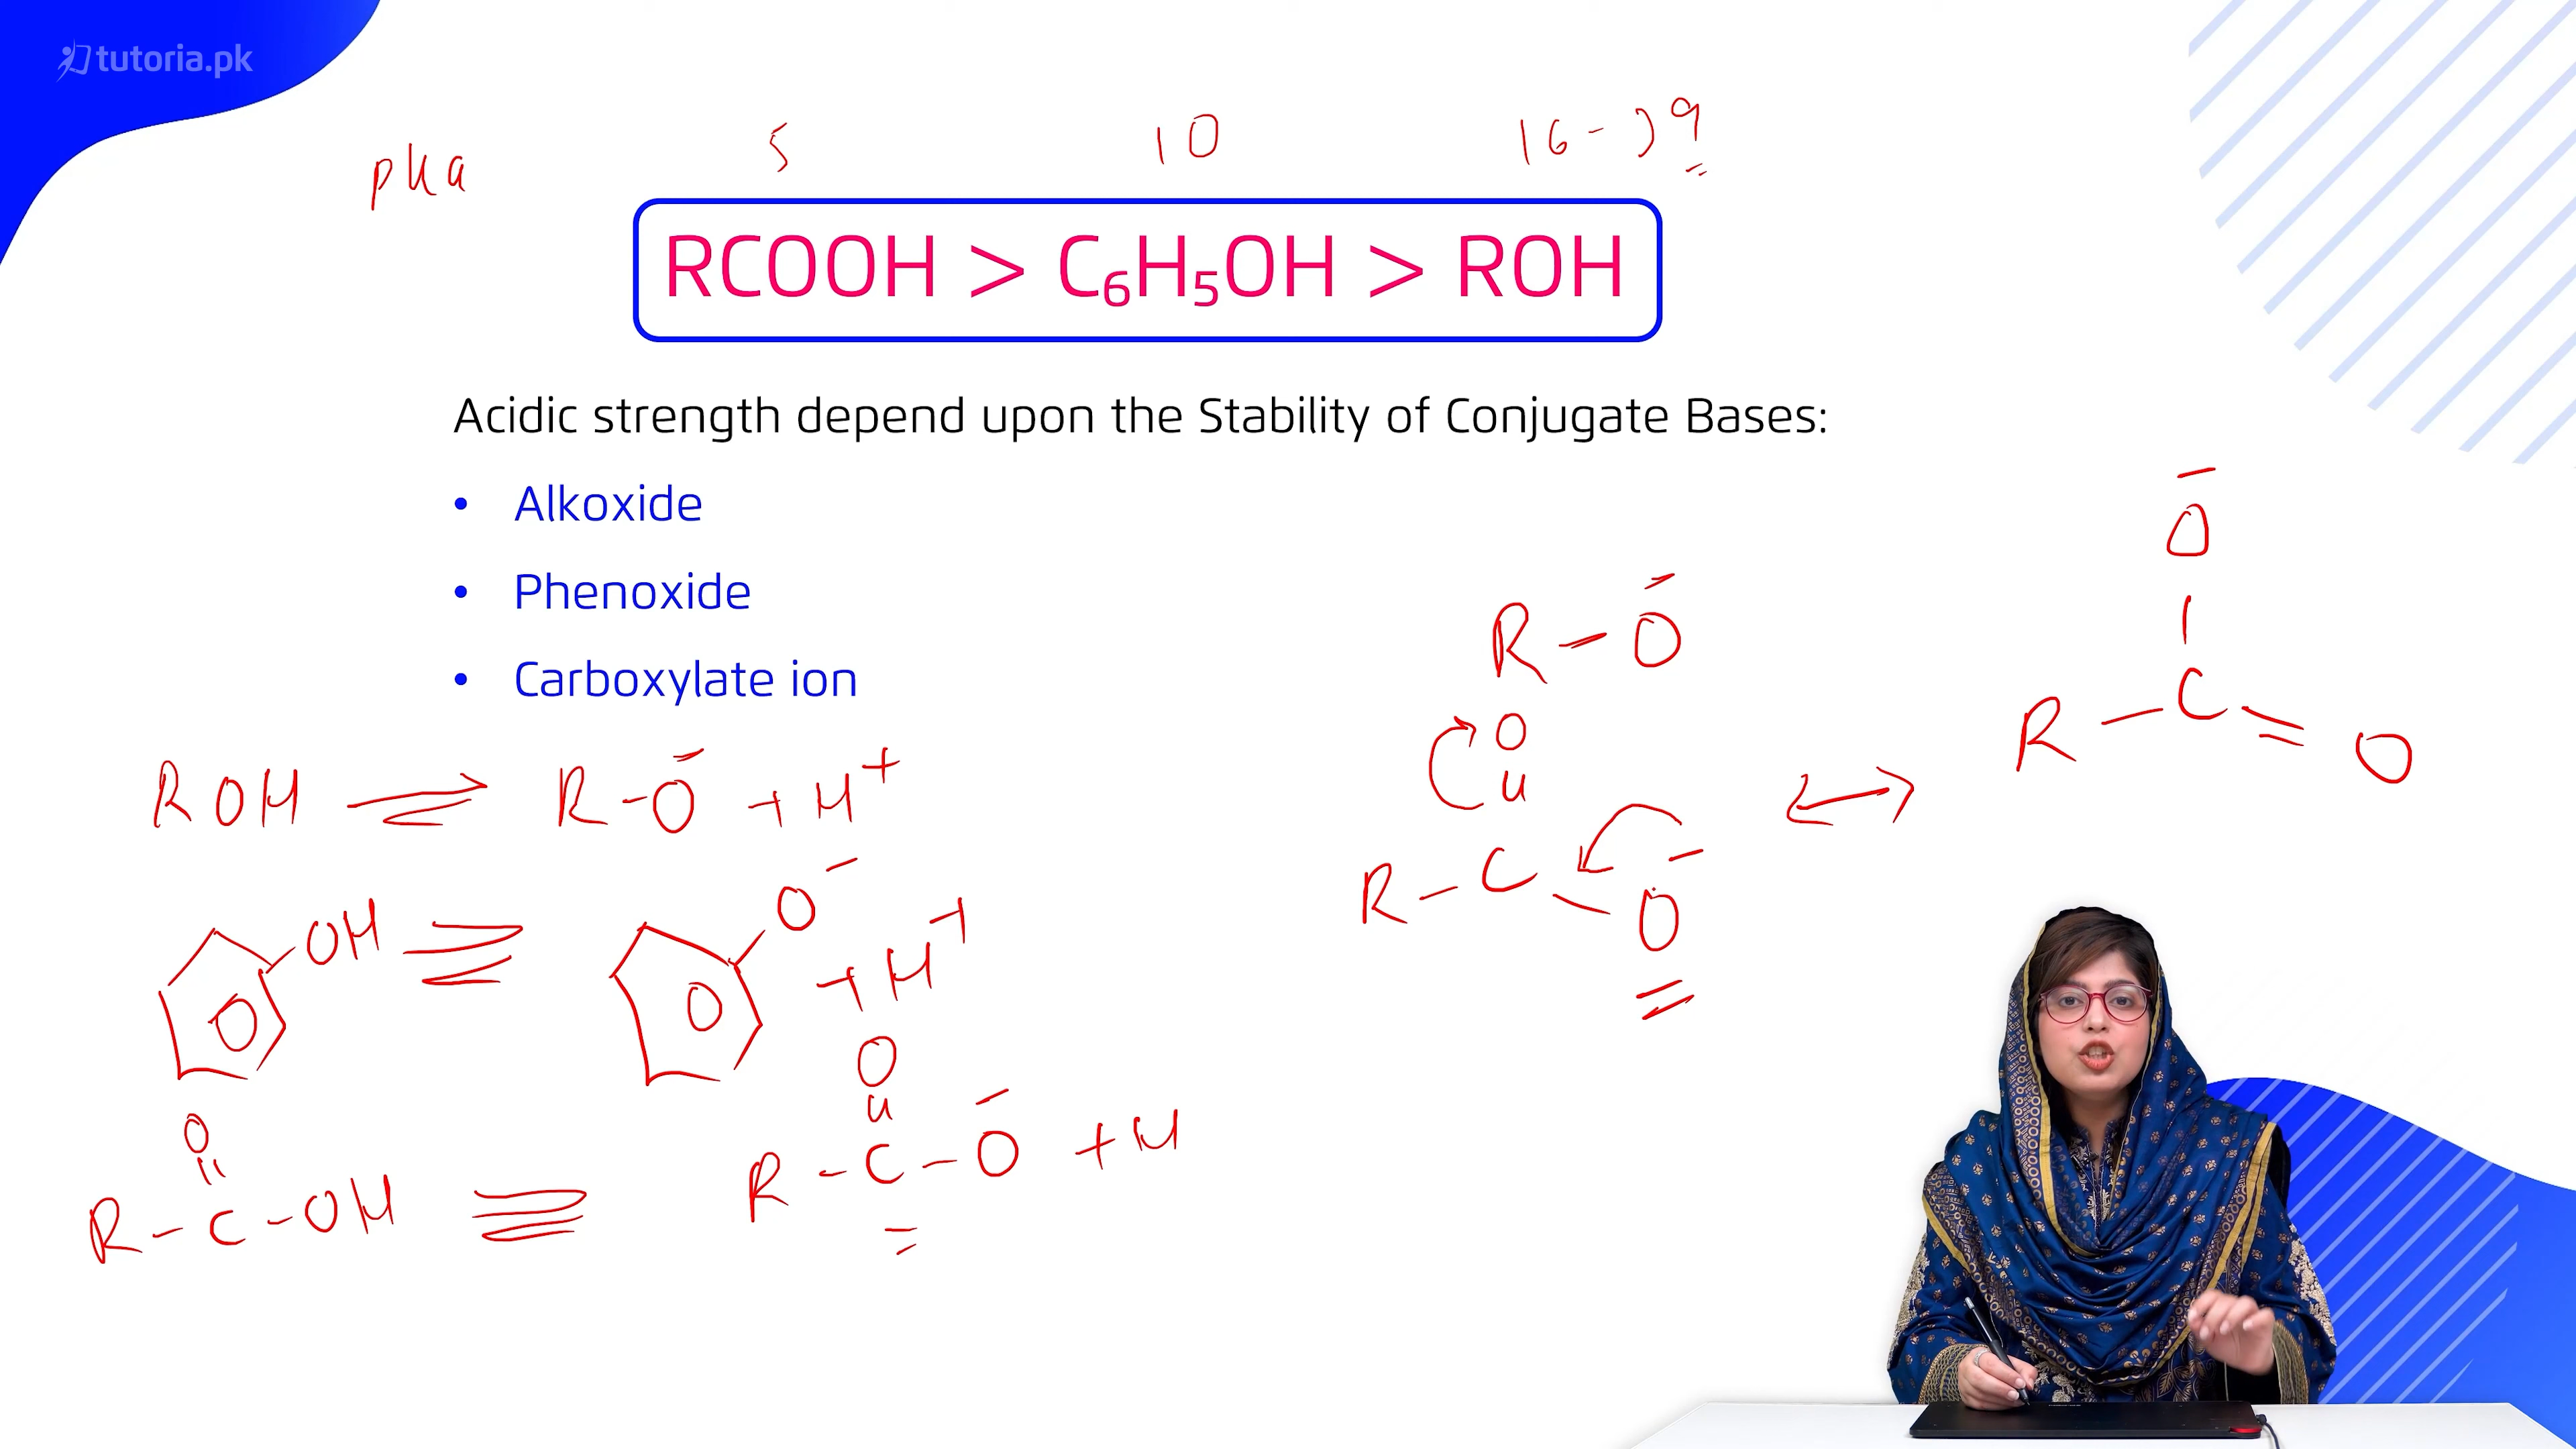 tutoria.pk
pka 5 10 16-19
RCOOH > C₆H₅OH > ROH
Acidic strength depend upon the Stability of Conjugate Bases:
• Alkoxide
• Phenoxide
• Carboxylate ion
ROH ⇌ R-O⁻ + H⁺
OH ⇌ O⁻ + H⁺
O
R-C-OH ⇌
O
R-C-O⁻ + H
R-O⁻
O
R-C-O⁻ ↔
O⁻
R-C=O